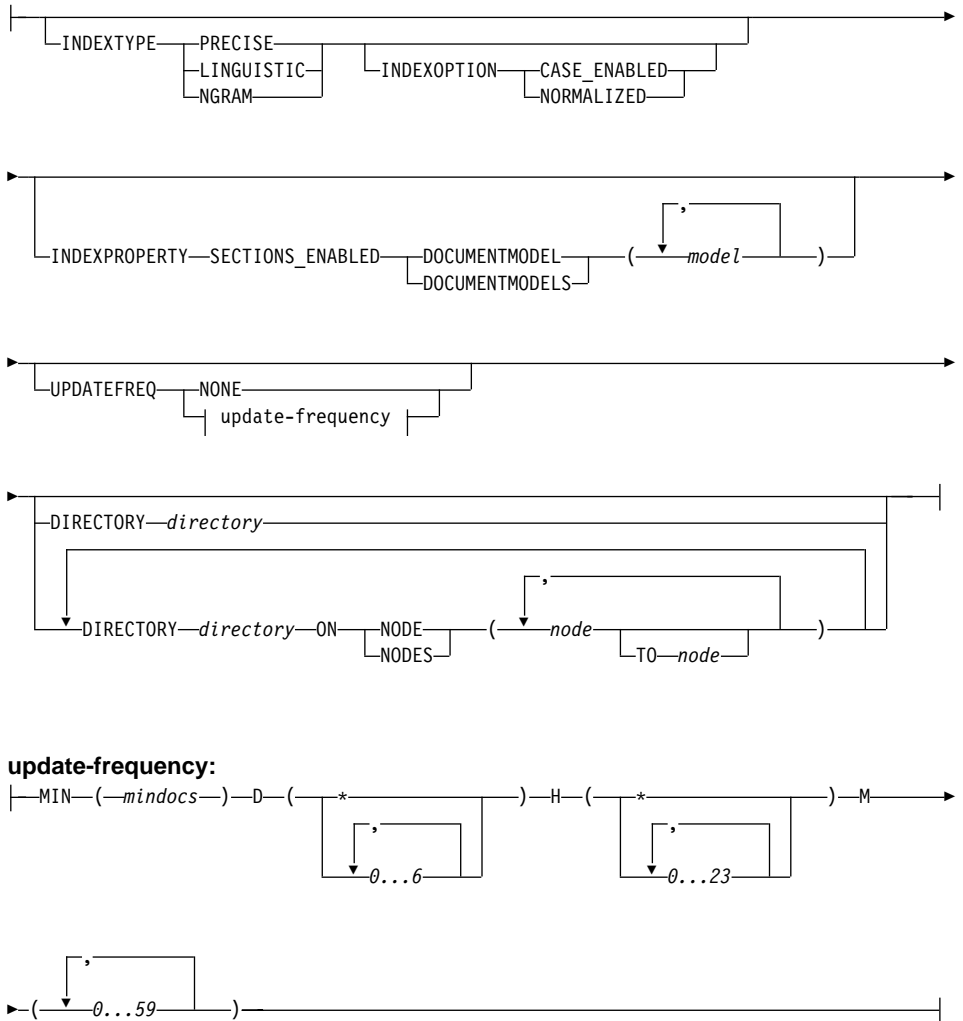 INDEXTYPE PRECISE
LINGUISTIC INDEXOPTION CASE_ENABLED
NGRAM NORMALIZED
,
INDEXPROPERTY SECTIONS_ENABLED DOCUMENTMODEL ( model )
DOCUMENTMODELS
UPDATEFREQ NONE
update-frequency
DIRECTORY directory
,
DIRECTORY directory ON NODE ( node )
NODES TO node
update-frequency:
MIN ( mindocs ) D ( * ) H ( * ) M
, ,
0...6 0...23
,
( 0...59 )